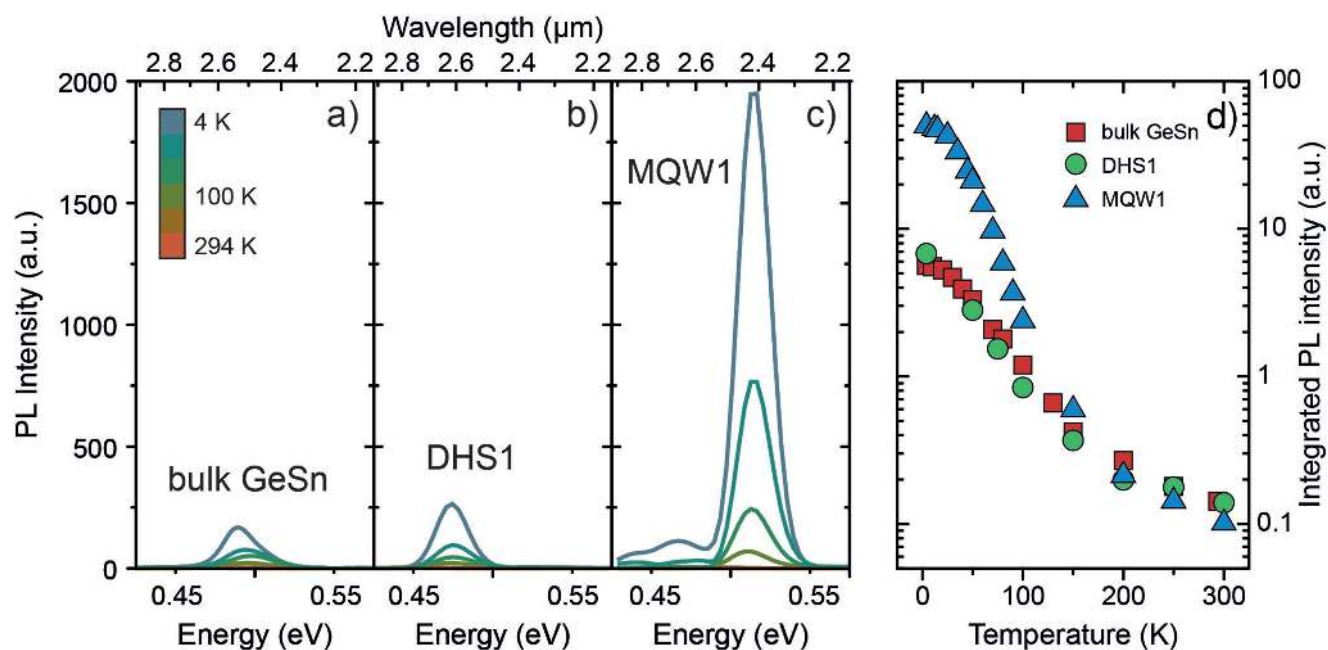 Wavelength (µm)
2.8 2.6 2.4 2.2 2.8 2.6 2.4 2.2 2.8 2.6 2.4 2.2
2000 a) b) c) d) 100
4 K
bulk GeSn
DHS1
MQW1
MQW1
1500
100 K
10
294 K
PL Intensity (a.u.)
Integrated PL intensity (a.u.)
1000
1
500
DHS1
bulk GeSn
0.1
0
0.45 0.55 0.45 0.55 0.45 0.55 0 100 200 300
Energy (eV) Energy (eV) Energy (eV) Temperature (K)